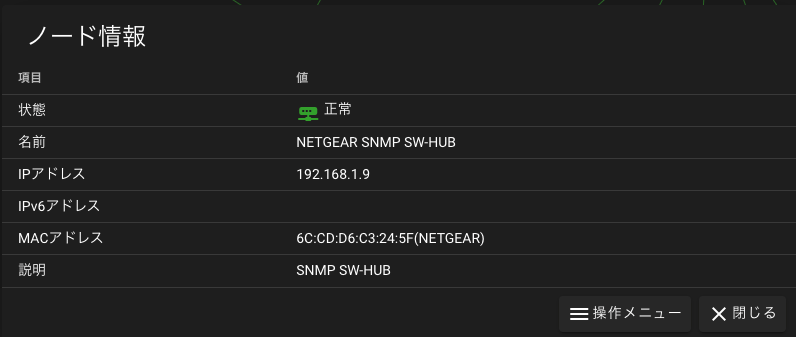 ノード情報
項目 値
状態 正常
名前 NETGEAR SNMP SW-HUB
IPアドレス 192.168.1.9
IPv6アドレス
MACアドレス 6C:CD:D6:C3:24:5F(NETGEAR)
説明 SNMP SW-HUB
操作メニュー 閉じる